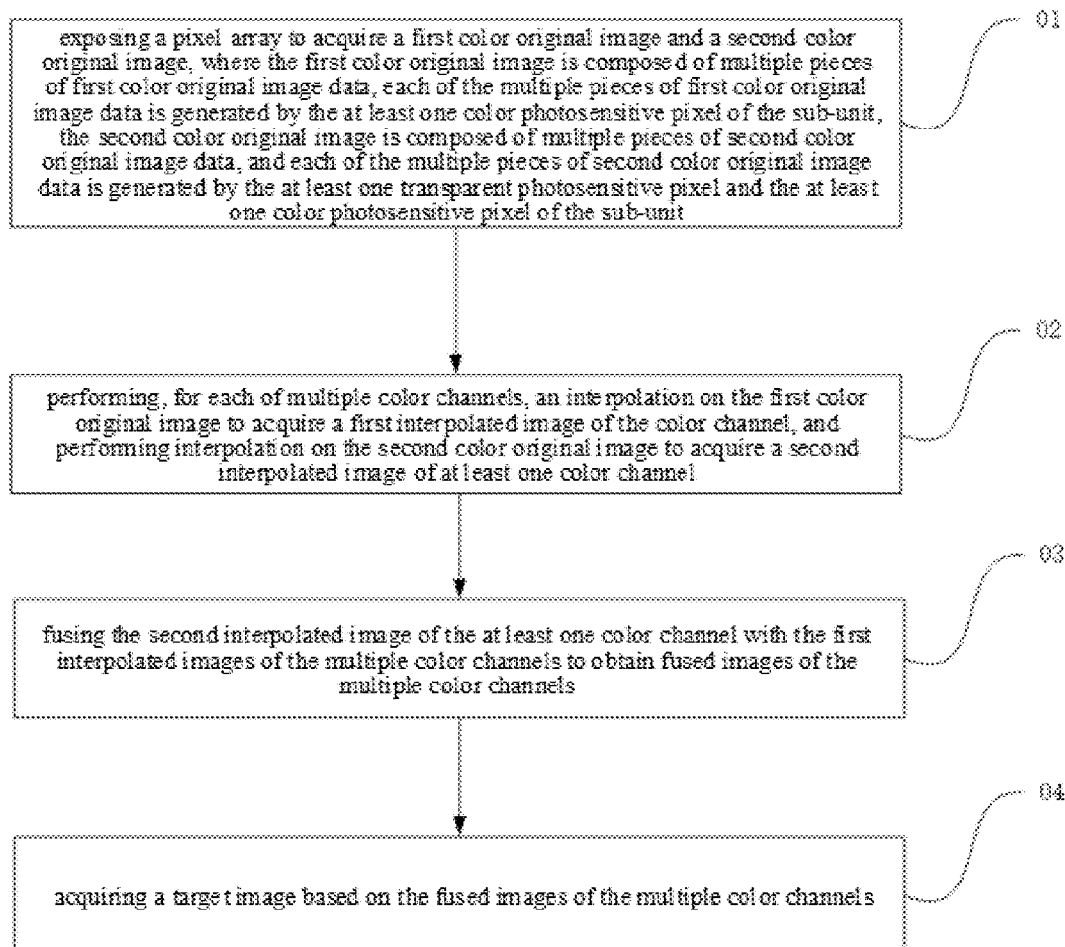 exposing a pixel array to acquire a first color original image and a second color
original image, where the first color original image is composed of multiple pieces
of first color original image data, each of the multiple pieces of first color original
image data is generated by the at least one color photosensitive pixel of the sub-unit,
the second color original image is composed of multiple pieces of second color
original image data, and each of the multiple pieces of second color original image
data is generated by the at least one transparent photosensitive pixel and the at least
one color photosensitive pixel of the sub-unit
01
performing, for each of multiple color channels, an interpolation on the first color
original image to acquire a first interpolated image of the color channel, and
performing interpolation on the second color original image to acquire a second
interpolated image of at least one color channel
02
fusing the second interpolated image of the at least one color channel with the first
interpolated images of the multiple color channels to obtain fused images of the
multiple color channels
03
acquiring a target image based on the fused images of the multiple color channels
04